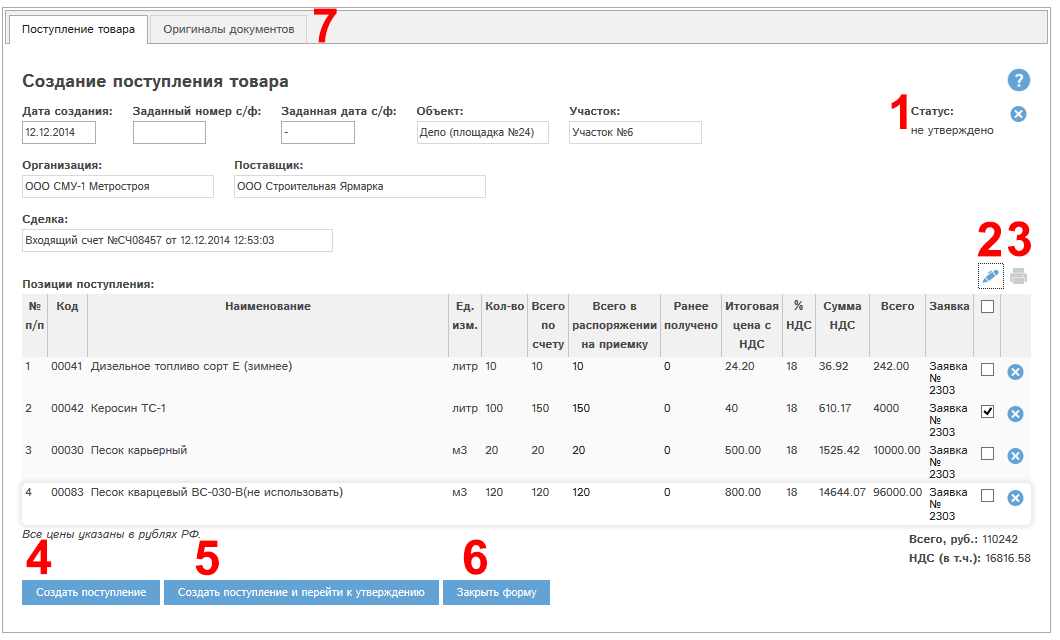 Поступление товара Оригиналы документов 7
Создание поступления товара ?
Дата создания: Заданный номер с/ф: Заданная дата с/ф: Объект: Участок: 1 Статус:
12.12.2014 - Депо (площадка №24) Участок №6 не утверждено
Организация: Поставщик:
ООО СМУ-1 Метростроя ООО Строительная Ярмарка
Сделка:
Входящий счет №СЧ08457 от 12.12.2014 12:53:03
2 3
Позиции поступления:
№ Код Наименование Ед. Кол-во Всего Всего в Ранее Итоговая % Сумма Всего Заявка
п/п изм. по распоряжении получено цена с НДС НДС
счету на приемку НДС
1 00041 Дизельное топливо сорт Е (зимнее) литр 10 10 10 0 24.20 18 36.92 242.00 Заявка
№
2303
2 00042 Керосин ТС-1 литр 100 150 150 0 40 18 610.17 4000 Заявка
№
2303
3 00030 Песок карьерный м3 20 20 20 0 500.00 18 1525.42 10000.00 Заявка
№
2303
4 00083 Песок кварцевый ВС-030-В(не использовать) м3 120 120 120 0 800.00 18 14644.07 96000.00 Заявка
№
2303
Все цены указаны в рублях РФ.
Всего, руб.: 110242
НДС (в т.ч.): 16816.58
4 5 6
Создать поступление Создать поступление и перейти к утверждению Закрыть форму